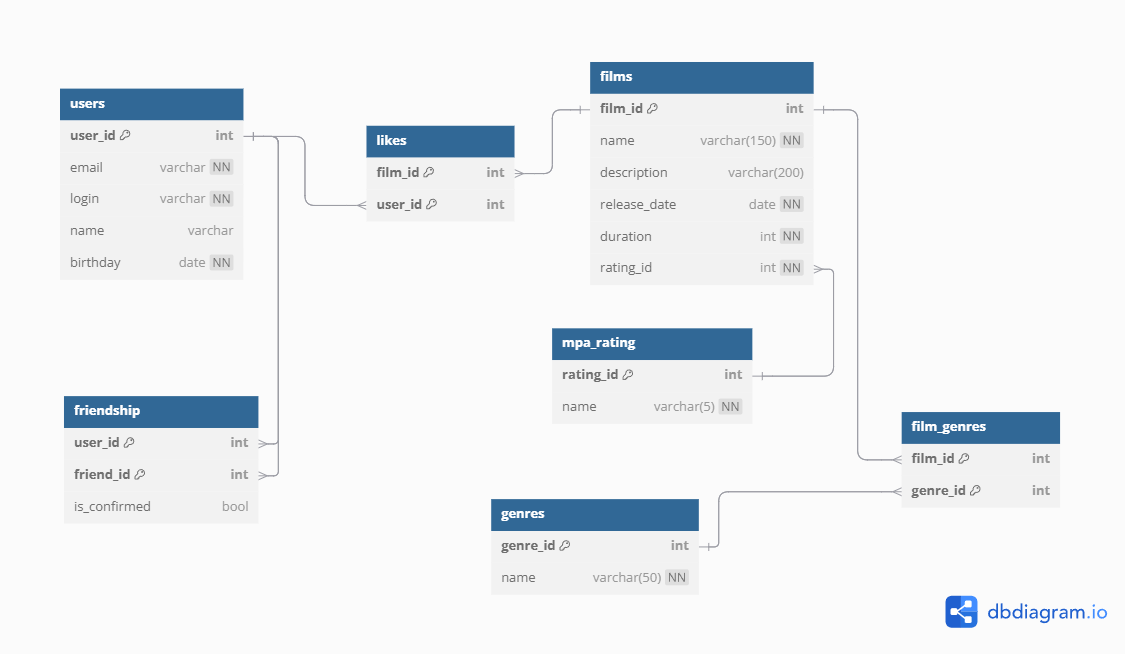 users
user_id int
email varchar NN
login varchar NN
name varchar
birthday date NN
likes
film_id int
user_id int
films
film_id int
name varchar(150) NN
description varchar(200)
release_date date NN
duration int NN
rating_id int NN
mpa_rating
rating_id int
name varchar(5) NN
friendship
user_id int
friend_id int
is_confirmed bool
genres
genre_id int
name varchar(50) NN
film_genres
film_id int
genre_id int
dbdiagram.io